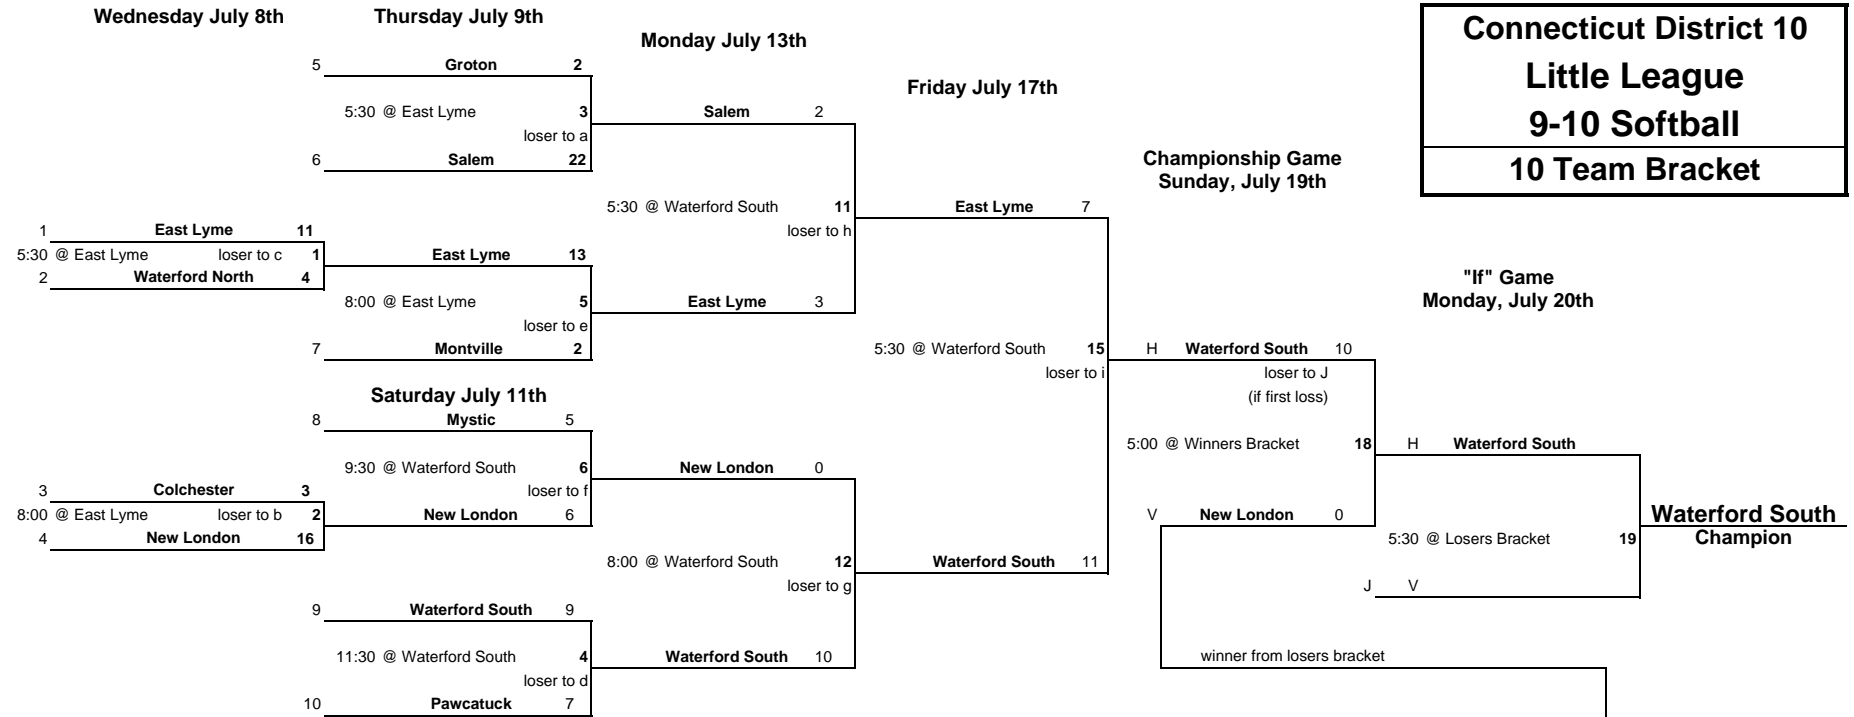 Wednesday July 8th Thursday July 9th
Monday July 13th
Connecticut District 10
Little League
9-10 Softball
10 Team Bracket
5 Groton 2
Friday July 17th
5:30 @ East Lyme 3 Salem 2
loser to a
6 Salem 22
Championship Game
Sunday, July 19th
5:30 @ Waterford South 11 East Lyme 7
loser to h
1 East Lyme 11
5:30 @ East Lyme loser to c 1 East Lyme 13
2 Waterford North 4
"If" Game
Monday, July 20th
8:00 @ East Lyme 5 East Lyme 3
loser to e
7 Montville 2
5:30 @ Waterford South 15 H Waterford South 10
loser to i loser to J
(if first loss)
Saturday July 11th
8 Mystic 5
5:00 @ Winners Bracket 18 H Waterford South
9:30 @ Waterford South 6 New London 0
loser to f
3 Colchester 3
8:00 @ East Lyme loser to b 2 New London 6
4 New London 16
V New London 0
Waterford South
Champion
5:30 @ Losers Bracket 19
8:00 @ Waterford South 12 Waterford South 11
loser to g
J V
9 Waterford South 9
11:30 @ Waterford South 4 Waterford South 10
loser to d
winner from losers bracket
10 Pawcatuck 7